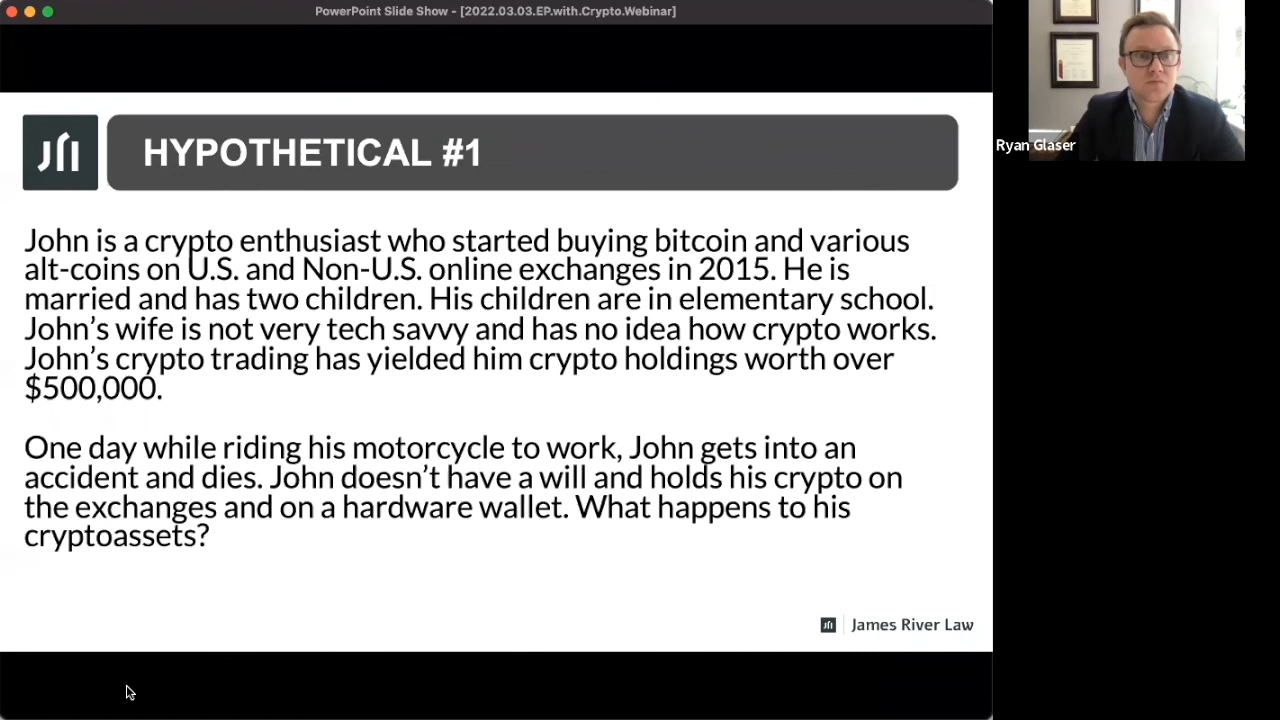 PowerPoint Slide Show - [2022.03.03.EP.with.Crypto.Webinar]
HYPOTHETICAL #1
John is a crypto enthusiast who started buying bitcoin and various
alt-coins on U.S. and Non-U.S. online exchanges in 2015. He is
married and has two children. His children are in elementary school.
John's wife is not very tech savvy and has no idea how crypto works.
John's crypto trading has yielded him crypto holdings worth over
$500,000.
One day while riding his motorcycle to work, John gets into an
accident and dies. John doesn't have a will and holds his crypto on
the exchanges and on a hardware wallet. What happens to his
cryptoassets?
James River Law
Ryan Glaser